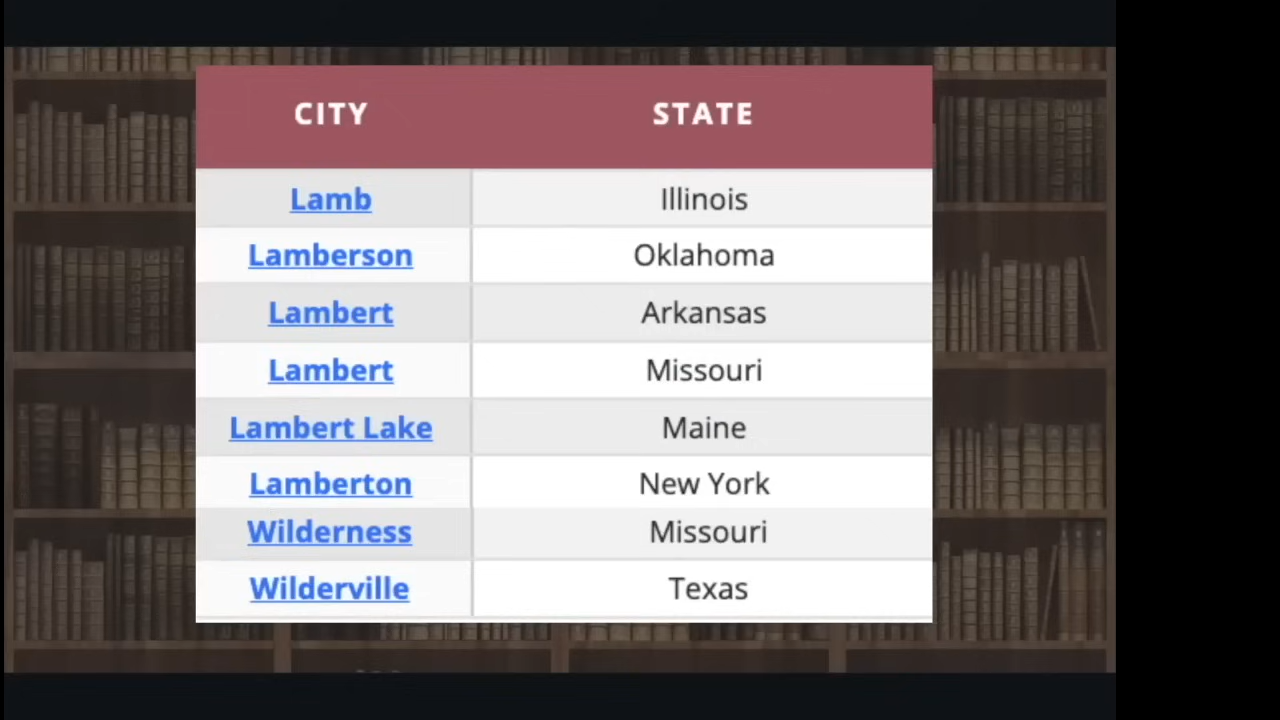 CITY STATE
Lamb Illinois
Lamberson Oklahoma
Lambert Arkansas
Lambert Missouri
Lambert Lake Maine
Lamberton New York
Wilderness Missouri
Wilderville Texas